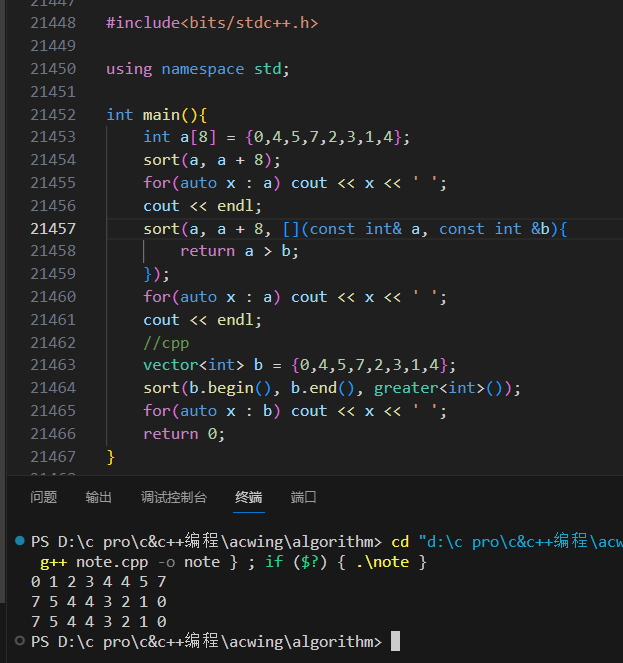 21448 #include<bits/stdc++.h>
21449
21450 using namespace std;
21451
21452 int main(){
21453     int a[8] = {0,4,5,7,2,3,1,4};
21454     sort(a, a + 8);
21455     for(auto x : a) cout << x << ' ';
21456     cout << endl;
21457     sort(a, a + 8, [](const int& a, const int &b){
21458         return a > b;
21459     });
21460     for(auto x : a) cout << x << ' ';
21461     cout << endl;
21462     //cpp
21463     vector<int> b = {0,4,5,7,2,3,1,4};
21464     sort(b.begin(), b.end(), greater<int>());
21465     for(auto x : b) cout << x << ' ';
21466     return 0;
21467 }
问题 输出 调试控制台 终端 端口
PS D:\c pro\c&c++编程\acwing\algorithm> cd "d:\c pro\c&c++编程\acw
g++ note.cpp -o note } ; if ($?) { .\note }
0 1 2 3 4 4 5 7
7 5 4 4 3 2 1 0
7 5 4 4 3 2 1 0
PS D:\c pro\c&c++编程\acwing\algorithm>